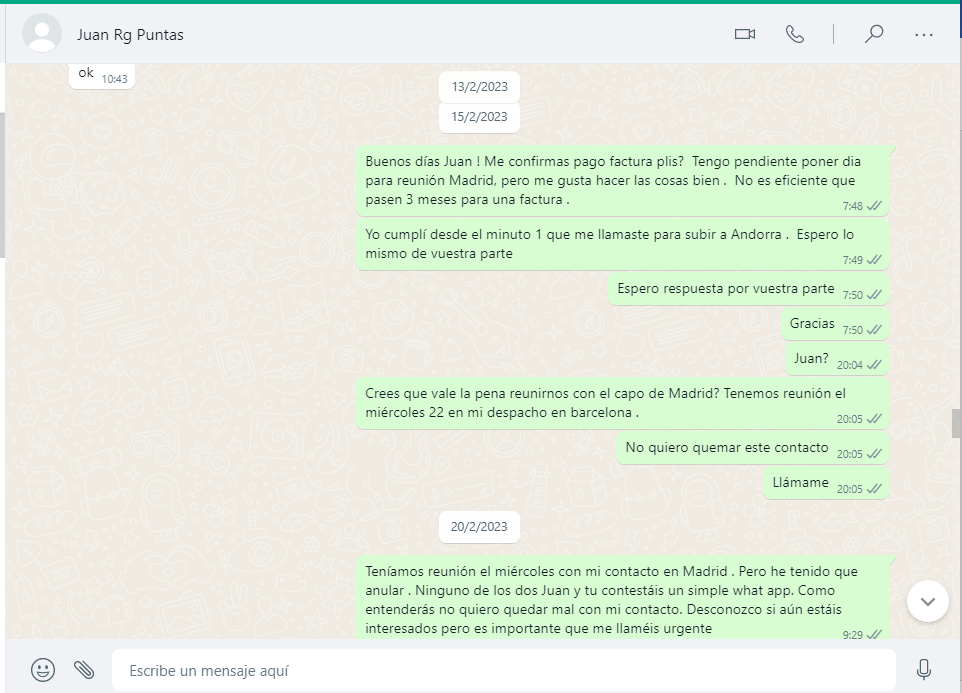 Juan Rg Puntas
ok 10:43
13/2/2023
15/2/2023
Buenos días Juan ! Me confirmas pago factura plis?  Tengo pendiente poner dia
para reunión Madrid, pero me gusta hacer las cosas bien .  No es eficiente que
pasen 3 meses para una factura .
7:48
Yo cumplí desde el minuto 1 que me llamaste para subir a Andorra .  Espero lo
mismo de vuestra parte
7:49
Espero respuesta por vuestra parte 7:50
Gracias 7:50
Juan? 20:04
Crees que vale la pena reunirnos con el capo de Madrid? Tenemos reunión el
miércoles 22 en mi despacho en barcelona .
20:05
No quiero quemar este contacto 20:05
Llámame 20:05
20/2/2023
Teníamos reunión el miércoles con mi contacto en Madrid . Pero he tenido que
anular . Ninguno de los dos Juan y tu contestáis un simple what app. Como
entenderás no quiero quedar mal con mi contacto. Desconozco si aún estáis
interesados pero es importante que me llaméis urgente
9:29
Escribe un mensaje aquí